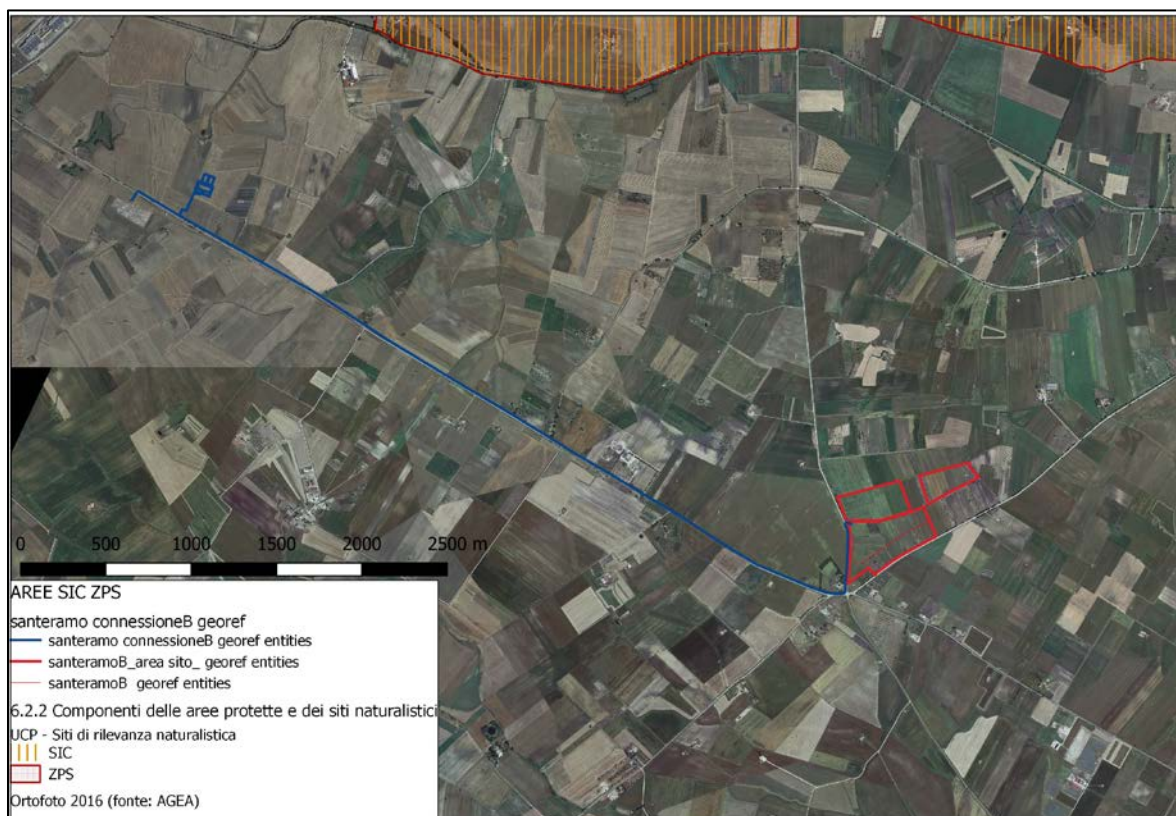 0 500 1000 1500 2000 2500 m
AREE SIC ZPS
santeramo connessioneB georef
santeramo connessioneB georef entities
santeramoB_area sito_ georef entities
santeramoB georef entities
6.2.2 Componenti delle aree protette e dei siti naturalistici
UCP - Siti di rilevanza naturalistica
SIC
ZPS
Ortofoto 2016 (fonte: AGEA)